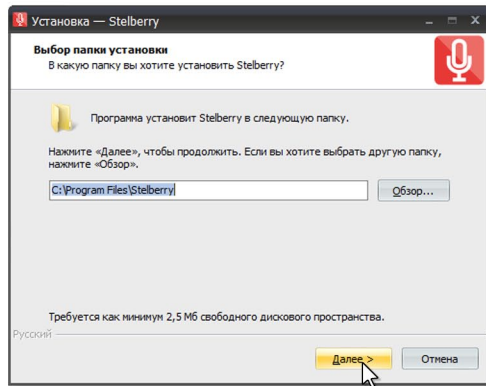 Установка — Stelberry
Выбор папки установки
В какую папку вы хотите установить Stelberry?
Программа установит Stelberry в следующую папку.
Нажмите «Далее», чтобы продолжить. Если вы хотите выбрать другую папку,
нажмите «Обзор».
C:\Program Files\Stelberry
Обзор...
Требуется как минимум 2,5 Мб свободного дискового пространства.
Русский
Далее >
Отмена